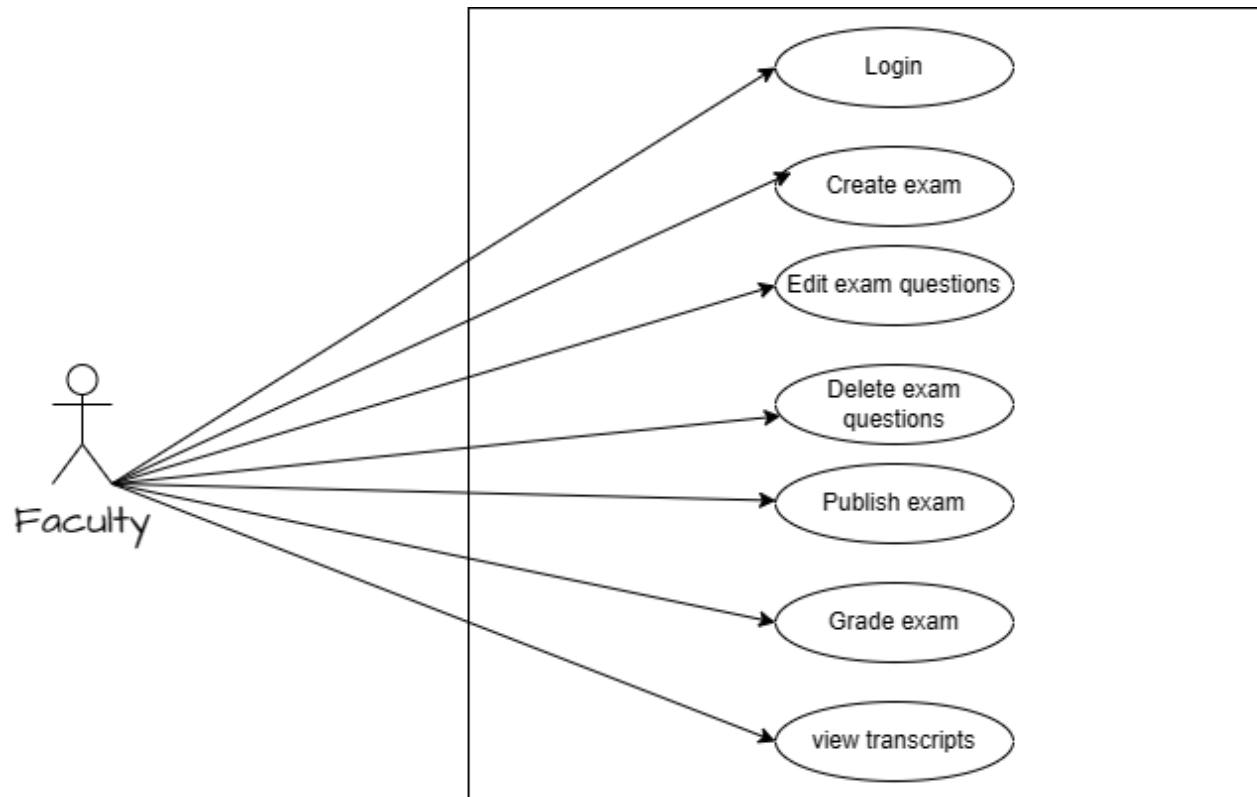 Login
Create exam
Edit exam questions
Delete exam
questions
Publish exam
Faculty
Grade exam
view transcripts